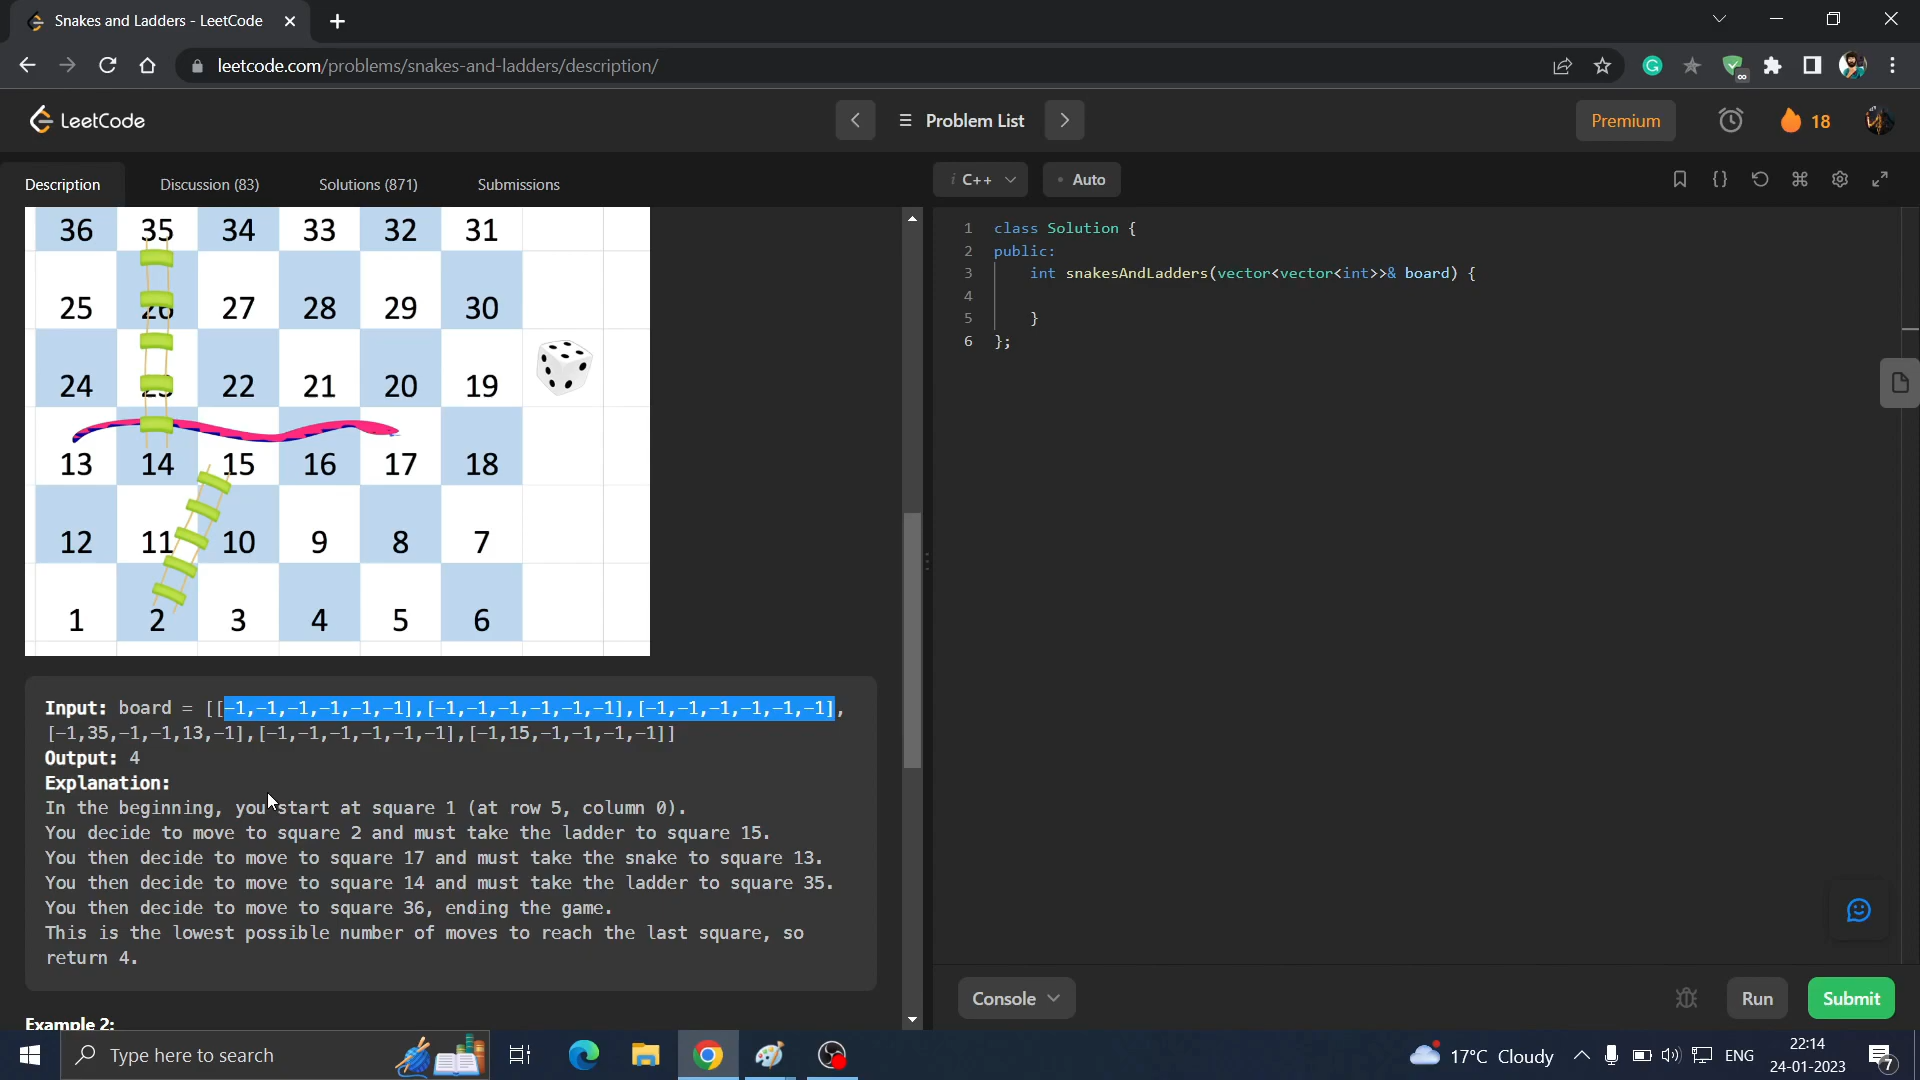 Snakes and Ladders - LeetCode
leetcode.com/problems/snakes-and-ladders/description/
LeetCode
Problem List
Premium
18
Description
Discussion (83)
Solutions (871)
Submissions
C++
Auto
36 35 34 33 32 31
25 26 27 28 29 30
24 23 22 21 20 19
13 14 15 16 17 18
12 11 10 9 8 7
1 2 3 4 5 6
Input: board = [[-1,-1,-1,-1,-1,-1],[-1,-1,-1,-1,-1,-1],[-1,-1,-1,-1,-1,-1],
[-1,35,-1,-1,13,-1],[-1,-1,-1,-1,-1,-1],[-1,15,-1,-1,-1,-1]]
Output: 4
Explanation:
In the beginning, you start at square 1 (at row 5, column 0).
You decide to move to square 2 and must take the ladder to square 15.
You then decide to move to square 17 and must take the snake to square 13.
You then decide to move to square 14 and must take the ladder to square 35.
You then decide to move to square 36, ending the game.
This is the lowest possible number of moves to reach the last square, so
return 4.
Example 2:
1 class Solution {
2 public:
3 int snakesAndLadders(vector<vector<int>>& board) {
4
5 }
6 };
Console
Run
Submit
Type here to search
17°C Cloudy
ENG
22:14
24-01-2023
7